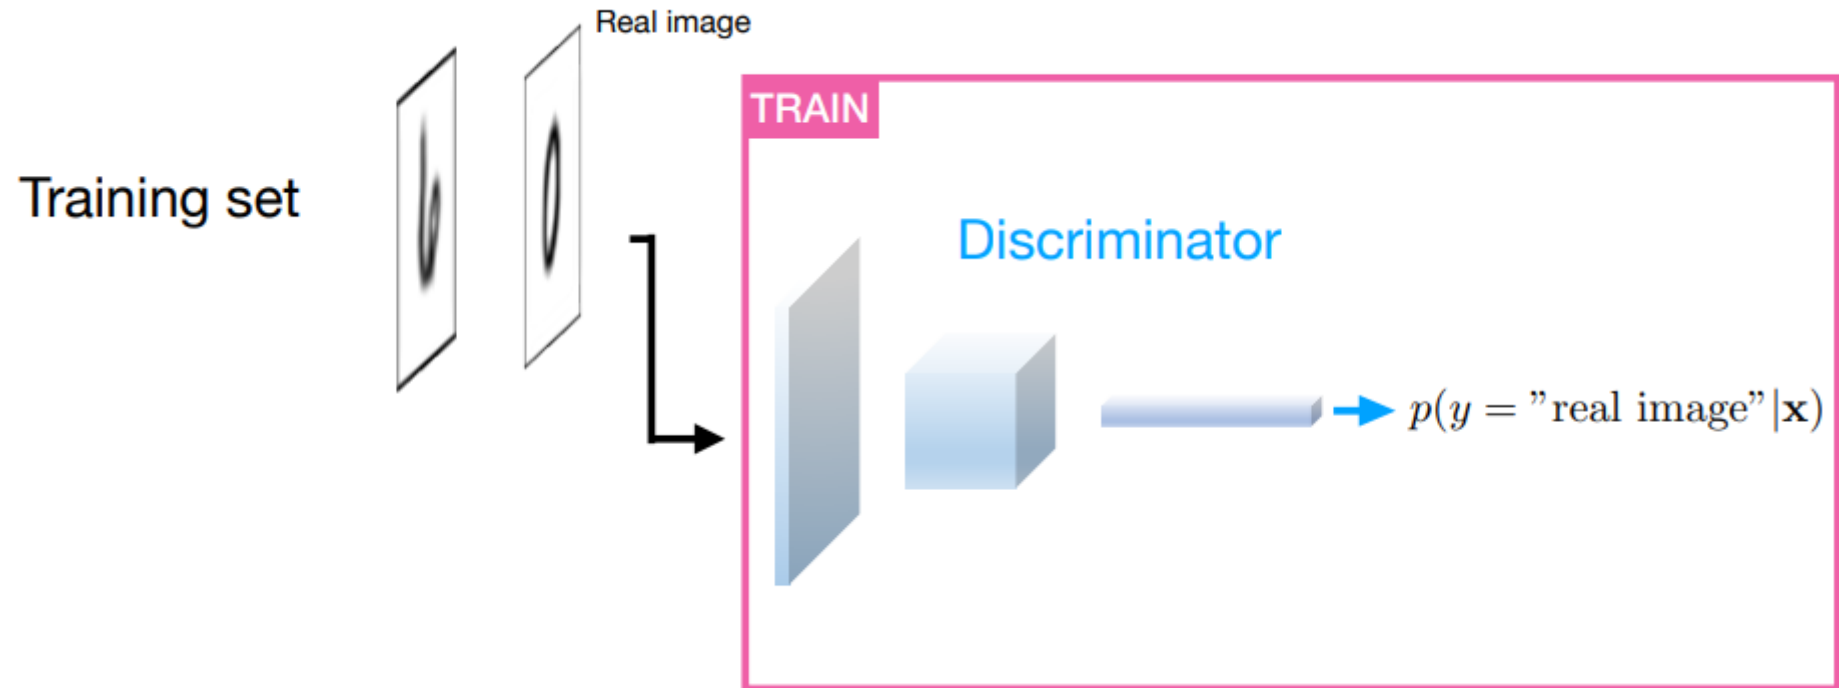 Real image
TRAIN
Training set
Discriminator
p(y = ”real image”|x)